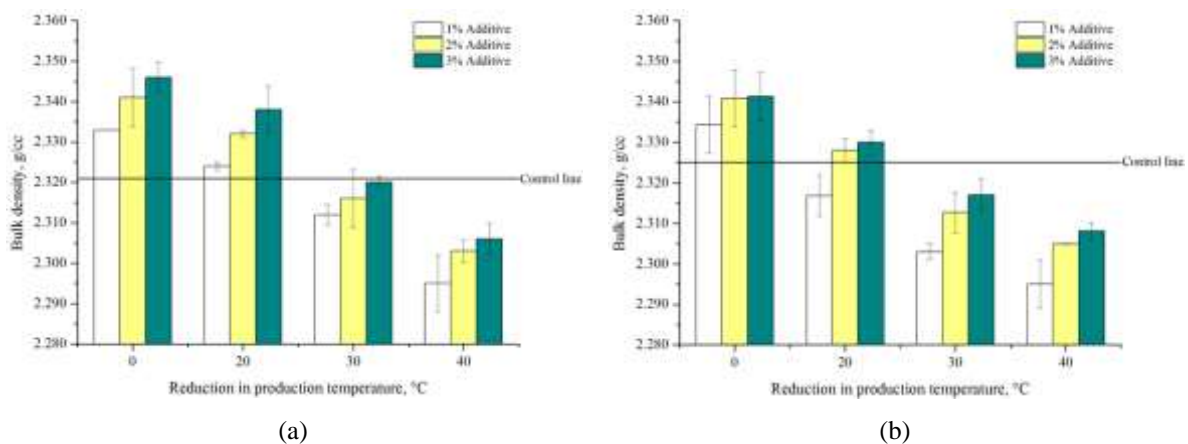 2.360
2.350
2.340
2.330
2.320
2.310
2.300
2.290
2.280
Bulk density, g/cc
1% Additive
2% Additive
3% Additive
Control line
0 20 30 40
Reduction in production temperature, °C
(a)
2.360
2.350
2.340
2.330
2.320
2.310
2.300
2.290
2.280
Bulk density, g/cc
1% Additive
2% Additive
3% Additive
Control line
0 20 30 40
Reduction in production temperature, °C
(b)